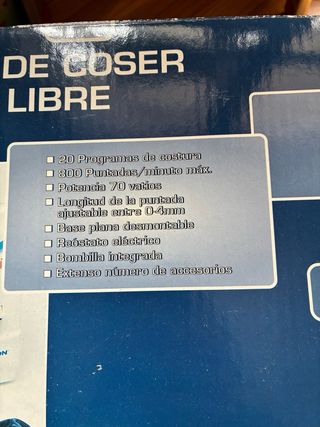 DE COSER
LIBRE
20 Programas de costura
800 Puntadas/minuto máx.
Potencia 70 vatios
Longitud de la puntada
ajustable entre 0-4mm
Base plana desmontable
Reóstato eléctrico
Bombilla integrada
Extenso número de accesorios
ON